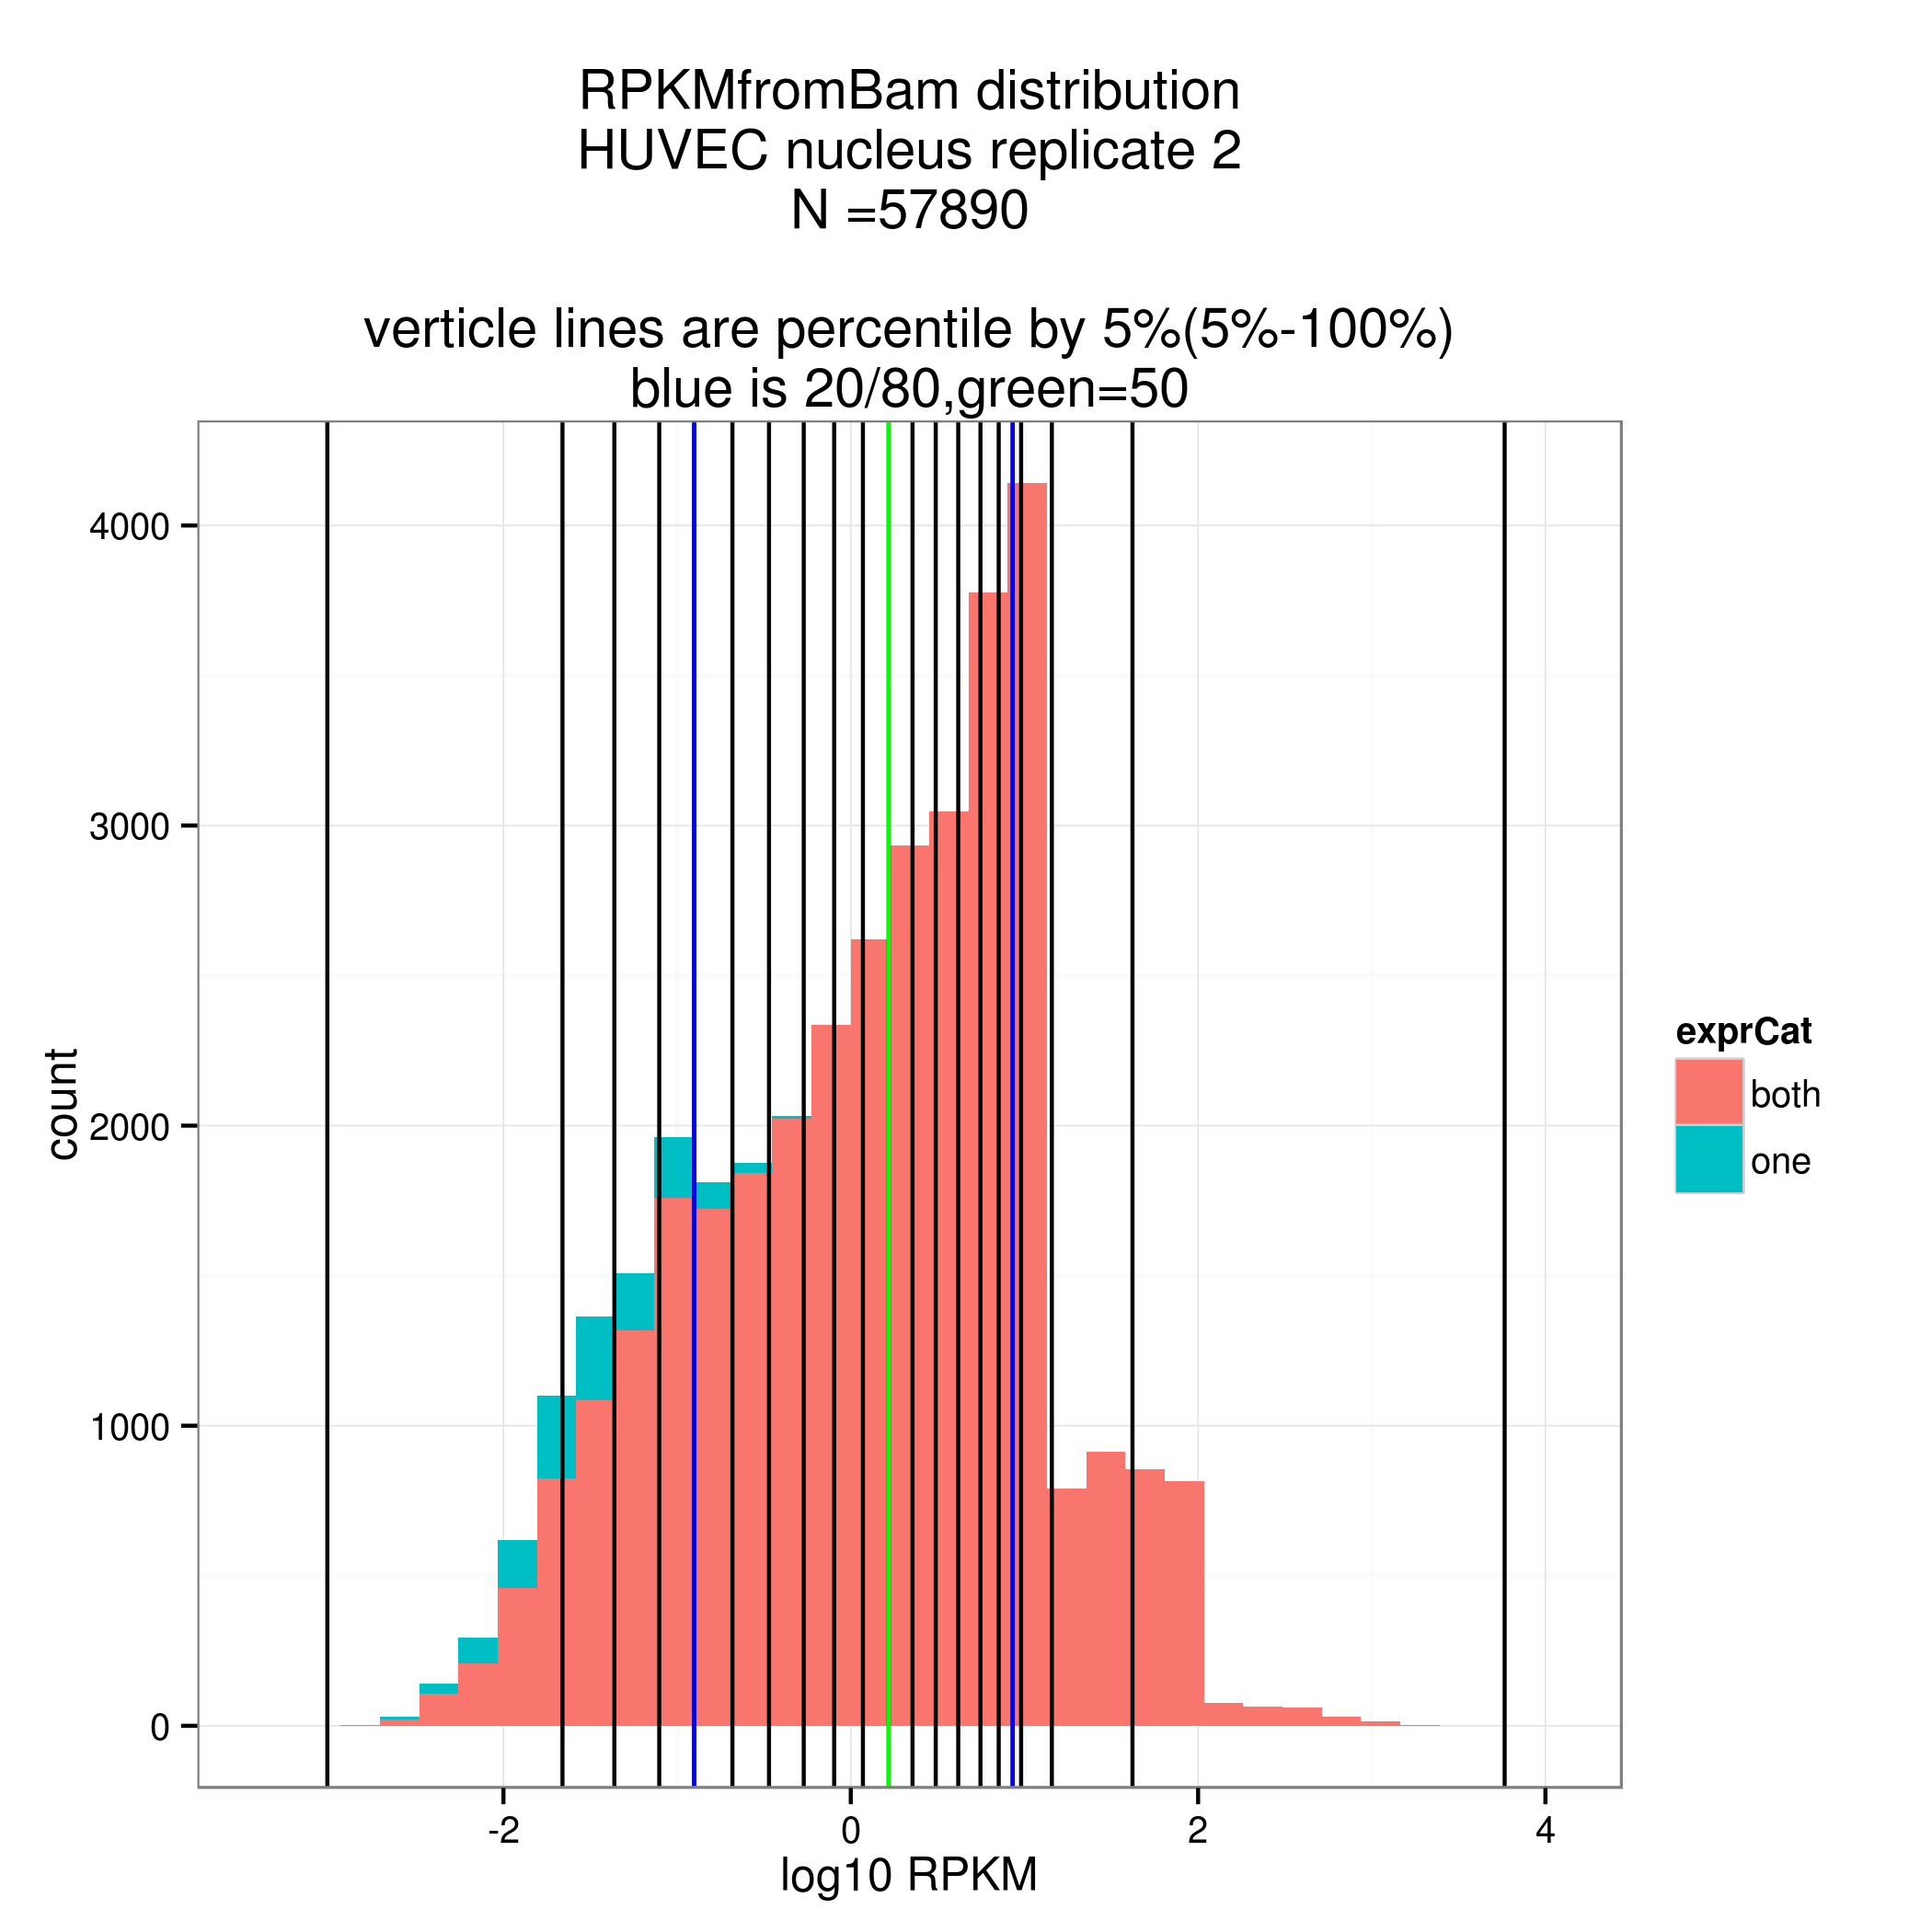 RPKMfromBam distribution
HUVEC nucleus replicate 2
N =57890
verticle lines are percentile by 5%(5%-100%)
blue is 20/80,green=50
4000
3000
2000
1000
0
count
-2
0
2
4
log10 RPKM
exprCat
both
one